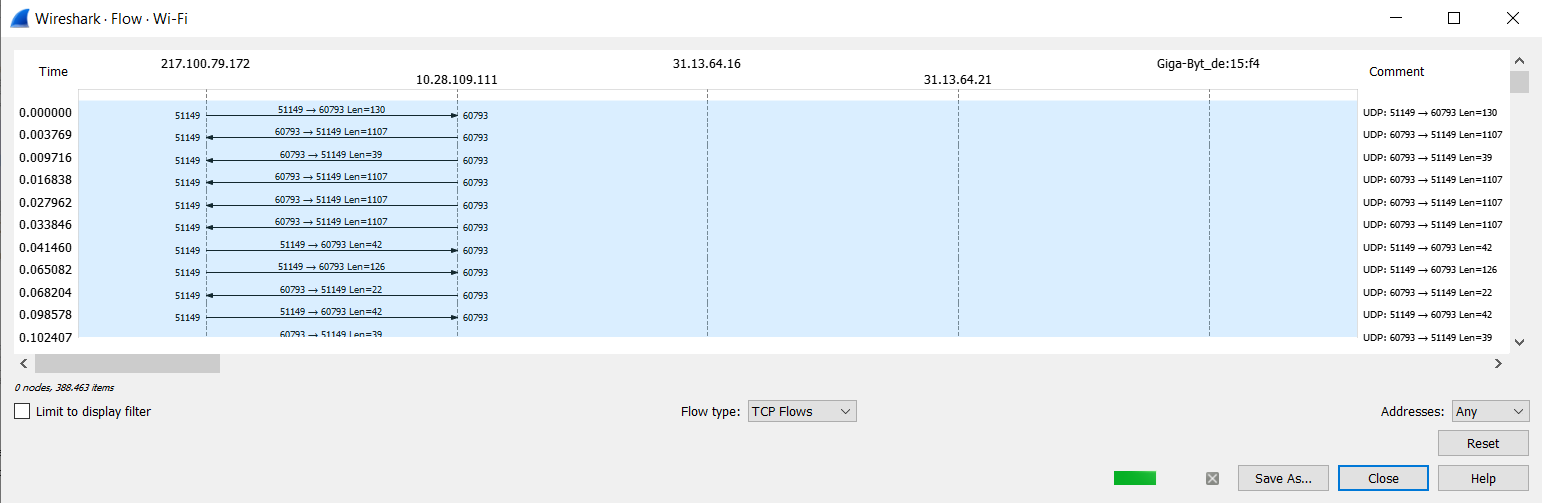 Wireshark · Flow · Wi-Fi
Time 217.100.79.172 10.28.109.111 31.13.64.16 31.13.64.21 Giga-Byt_de:15:f4 Comment
0.000000 51149 51149 → 60793 Len=130 60793 UDP: 51149 → 60793 Len=130
0.003769 51149 60793 → 51149 Len=1107 60793 UDP: 60793 → 51149 Len=1107
0.009716 51149 60793 → 51149 Len=39 60793 UDP: 60793 → 51149 Len=39
0.016838 51149 60793 → 51149 Len=1107 60793 UDP: 60793 → 51149 Len=1107
0.027962 51149 60793 → 51149 Len=1107 60793 UDP: 60793 → 51149 Len=1107
0.033846 51149 60793 → 51149 Len=1107 60793 UDP: 60793 → 51149 Len=1107
0.041460 51149 51149 → 60793 Len=42 60793 UDP: 51149 → 60793 Len=42
0.065082 51149 51149 → 60793 Len=126 60793 UDP: 51149 → 60793 Len=126
0.068204 51149 60793 → 51149 Len=22 60793 UDP: 60793 → 51149 Len=22
0.098578 51149 51149 → 60793 Len=42 60793 UDP: 51149 → 60793 Len=42
0.102407 60793 → 51149 Len=39 UDP: 60793 → 51149 Len=39
0 nodes, 388.463 items
Limit to display filter Flow type: TCP Flows Addresses: Any
Reset
Save As... Close Help